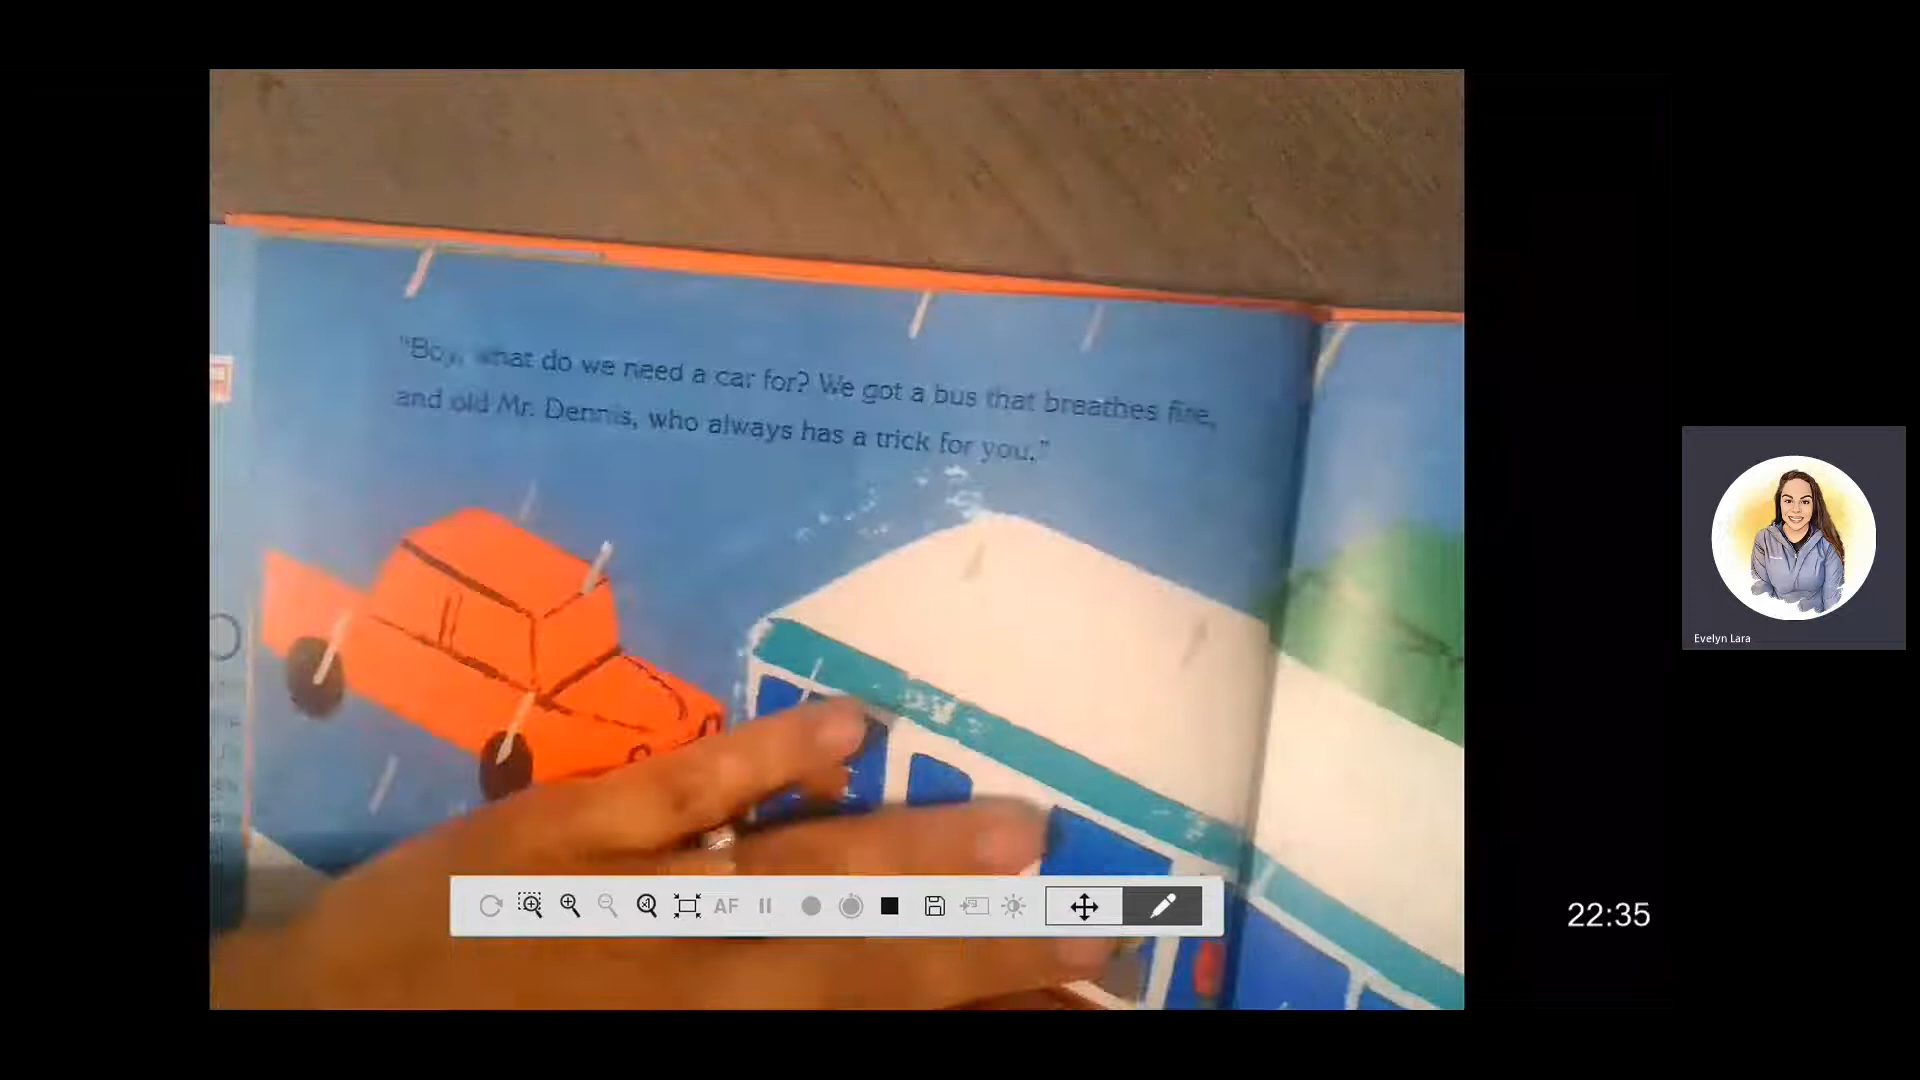 "Boy, what do we need a car for? We got a bus that breathes fire,
and old Mr. Dennis, who always has a trick for you."
AF
Evelyn Lara
22:35